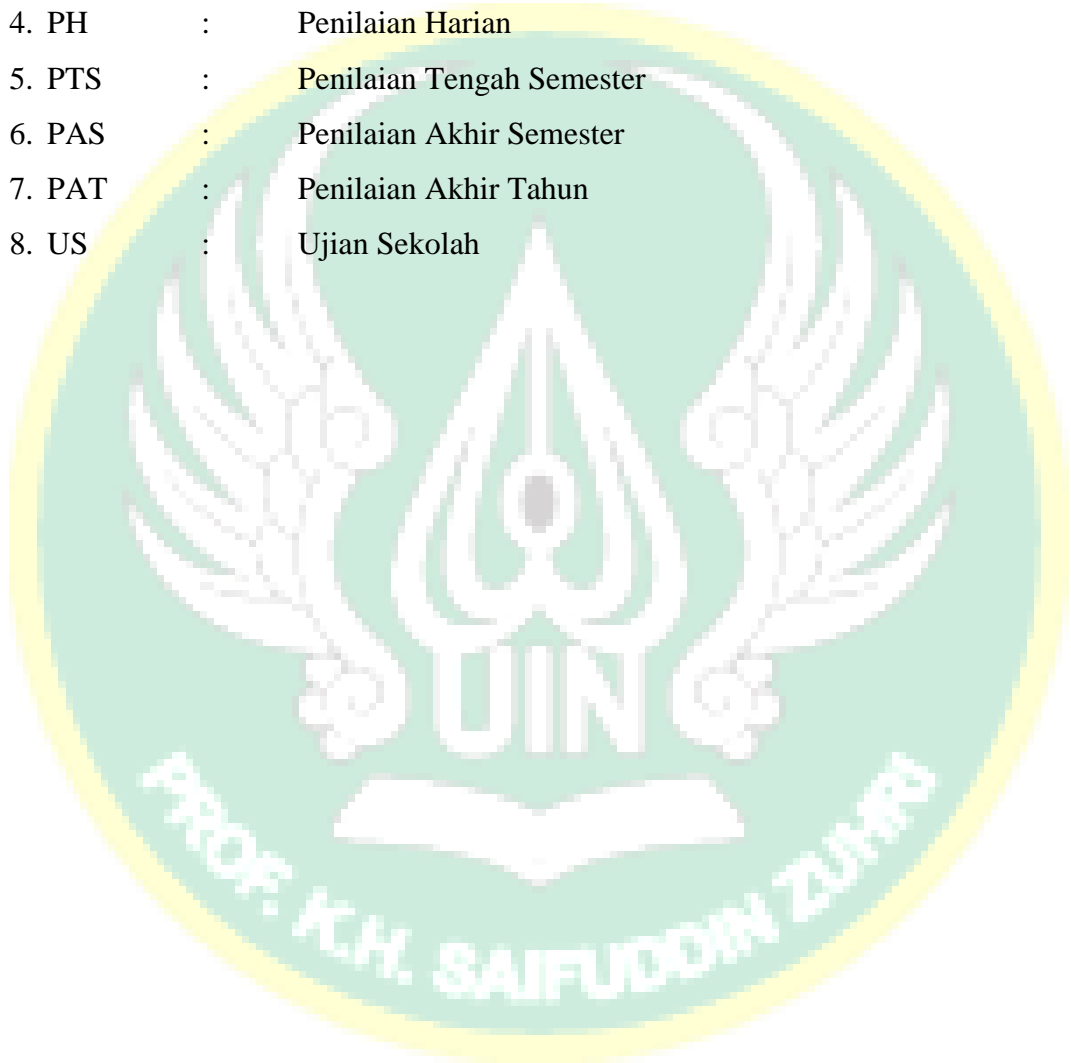 4. PH : Penilaian Harian
5. PTS : Penilaian Tengah Semester
6. PAS : Penilaian Akhir Semester
7. PAT : Penilaian Akhir Tahun
8. US : Ujian Sekolah
UIN
PROF. K.H. SAIFUDDIN ZUHRI